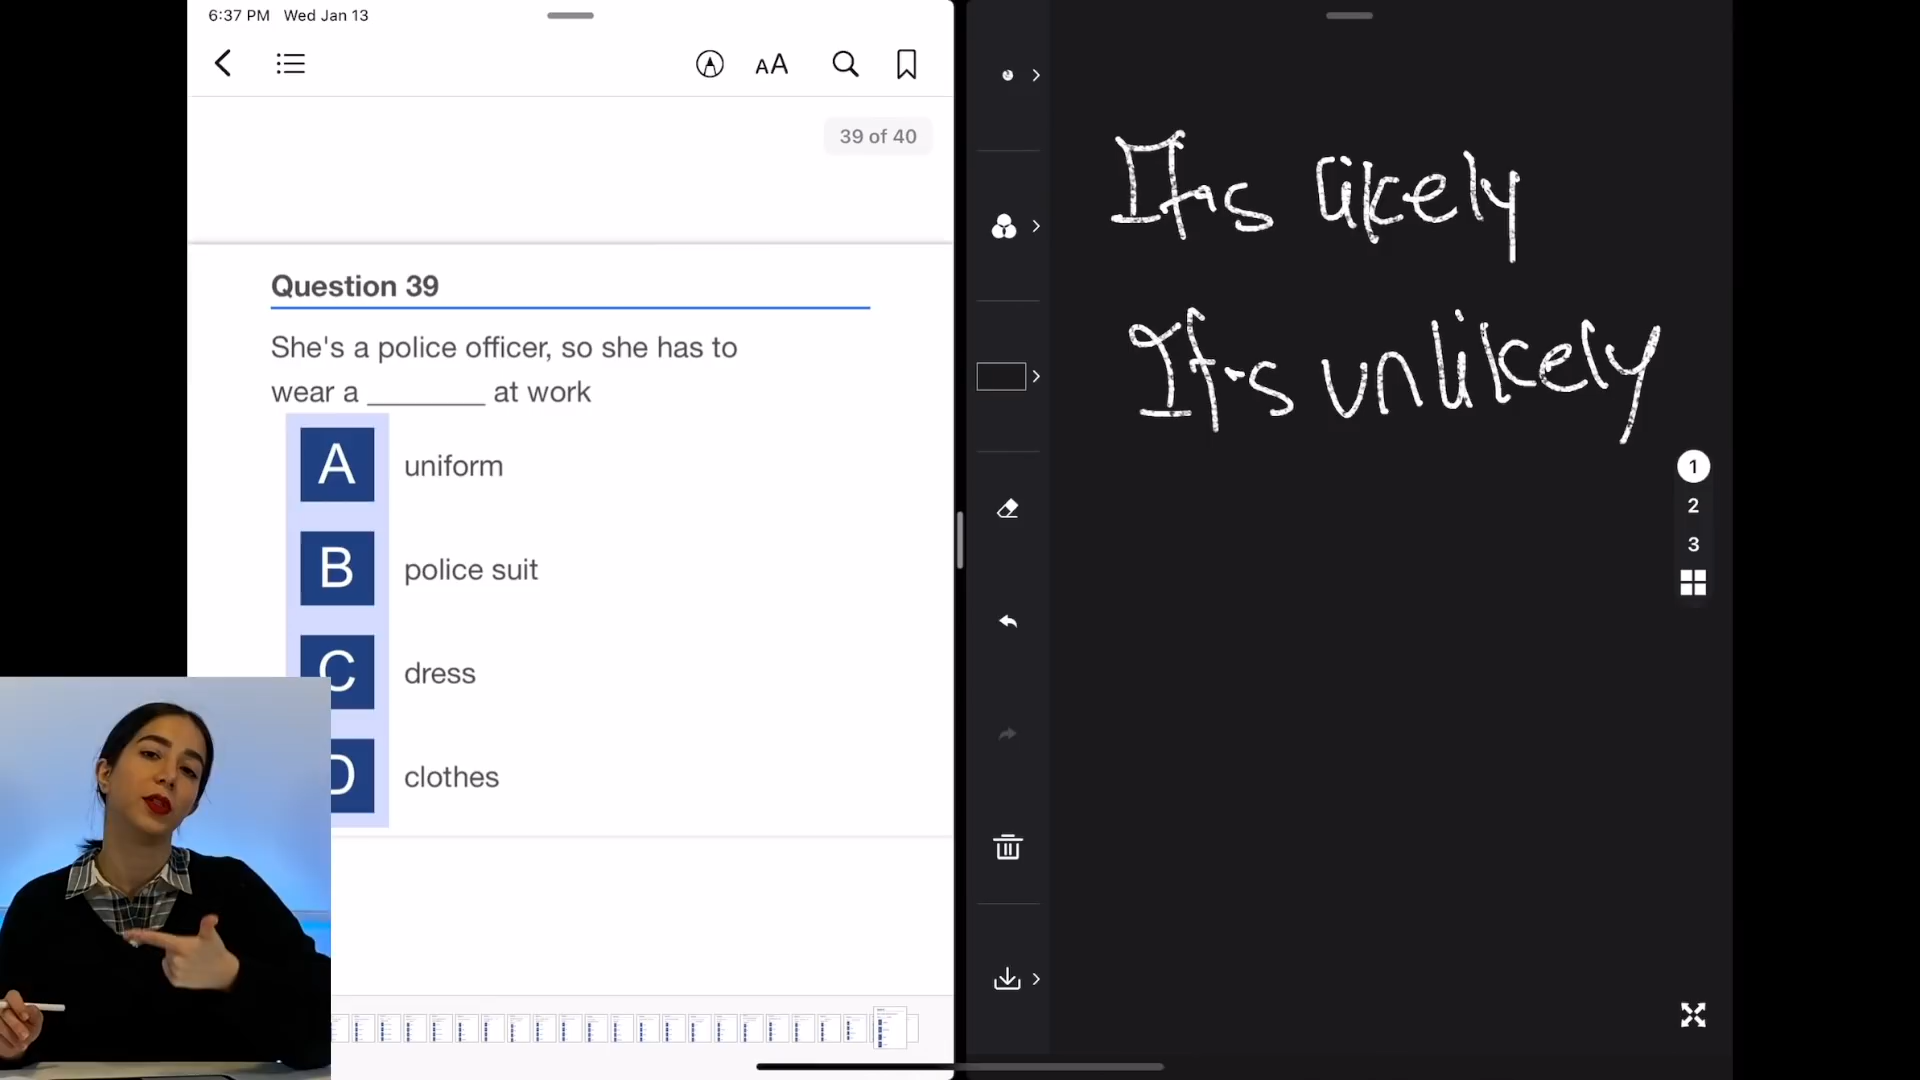 6:37 PM Wed Jan 13
AA
39 of 40
Question 39
She's a police officer, so she has to
wear a ________ at work
A uniform
B police suit
C dress
D clothes
It's likely
It's unlikely
1
2
3